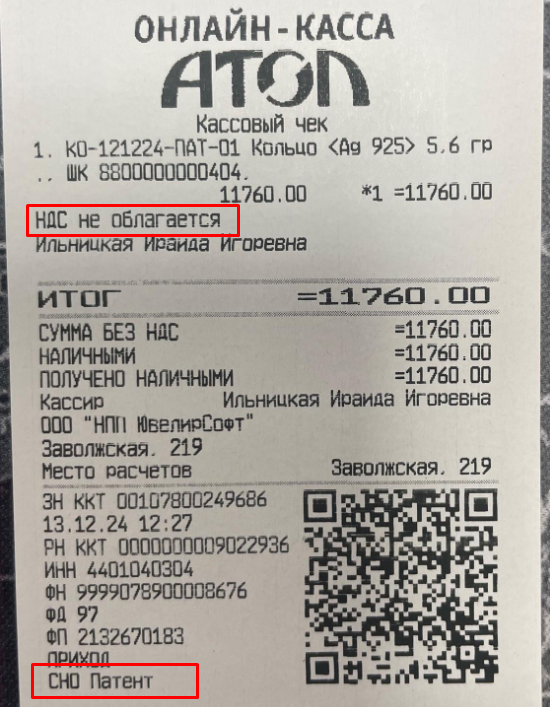 ОНЛАЙН-КАССА
АТОЛ
Кассовый чек
1. КО-121224-ПАТ-01 Кольцо <Ag 925> 5.6 гр
.. ШК 8800000000404.
11760.00 *1 =11760.00
НДС не облагается
Ильницкая Ираида Игоревна
ИТОГ =11760.00
СУММА БЕЗ НДС =11760.00
НАЛИЧНЫМИ =11760.00
ПОЛУЧЕНО НАЛИЧНЫМИ =11760.00
Кассир Ильницкая Ираида Игоревна
ООО "НПП ЮвелирСофт"
Заволжская. 219
Место расчетов Заволжская. 219
ЗН ККТ 00107800249686
13.12.24 12:27
РН ККТ 0000000009022936
ИНН 4401040304
ФН 9999078900008676
ФД 97
ФП 2132670183
ПРИХОД
СНО Патент